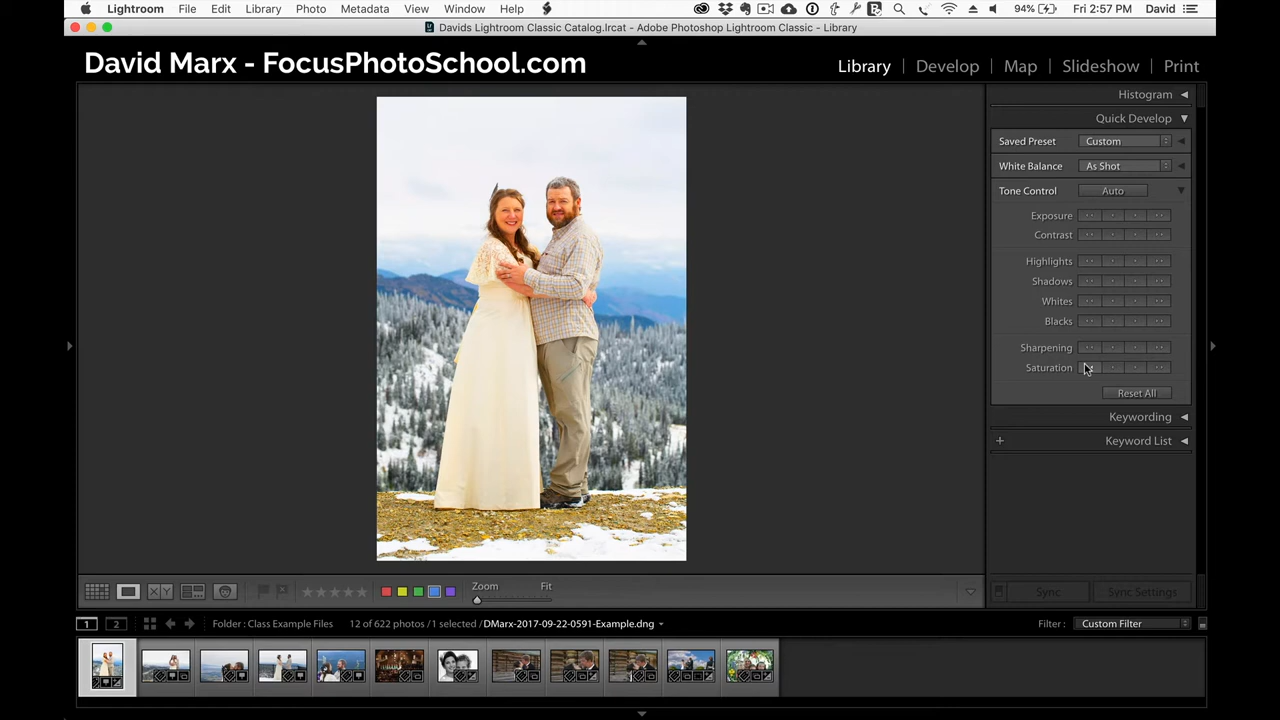 Lightroom File Edit Library Photo Metadata View Window Help 94% Fri 2:57 PM David
Davids Lightroom Classic Catalog.lrcat - Adobe Photoshop Lightroom Classic - Library
David Marx - FocusPhotoSchool.com
Library | Develop | Map | Slideshow | Print
Histogram
Quick Develop
Saved Preset Custom
White Balance As Shot
Tone Control Auto
Exposure
Contrast
Highlights
Shadows
Whites
Blacks
Sharpening
Saturation
Reset All
Keywording
+ Keyword List
XY Zoom Fit Sync Sync Settings
1 2 Folder : Class Example Files 12 of 622 photos /1 selected /DMarx-2017-09-22-0591-Example.dng Filter : Custom Filter